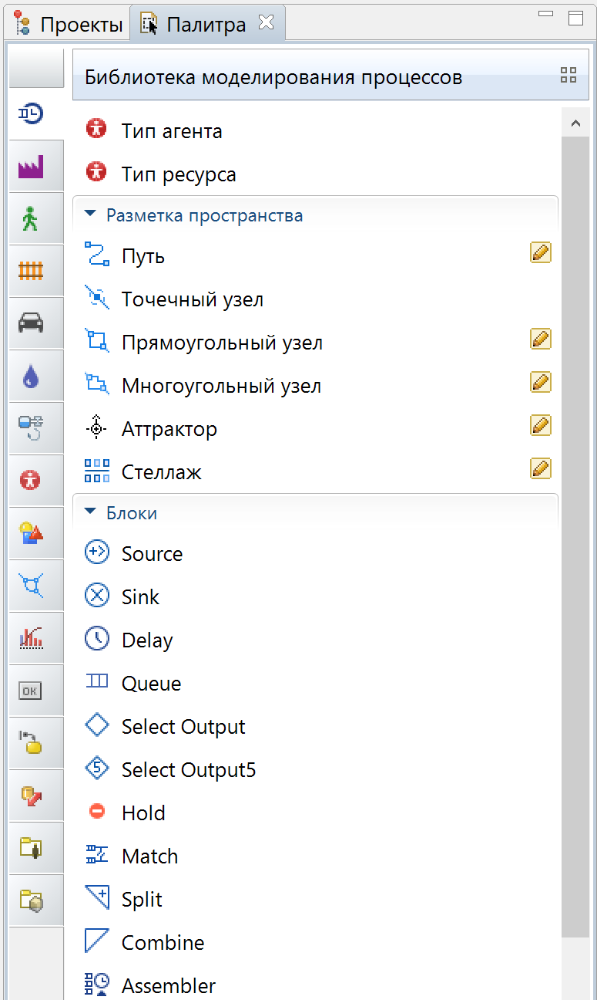 Проекты
Палитра
Библиотека моделирования процессов
Тип агента
Тип ресурса
Разметка пространства
Путь
Точечный узел
Прямоугольный узел
Многоугольный узел
Аттрактор
Стеллаж
Блоки
Source
Sink
Delay
Queue
Select Output
5
Select Output5
Hold
Match
Split
Combine
Assembler
OK